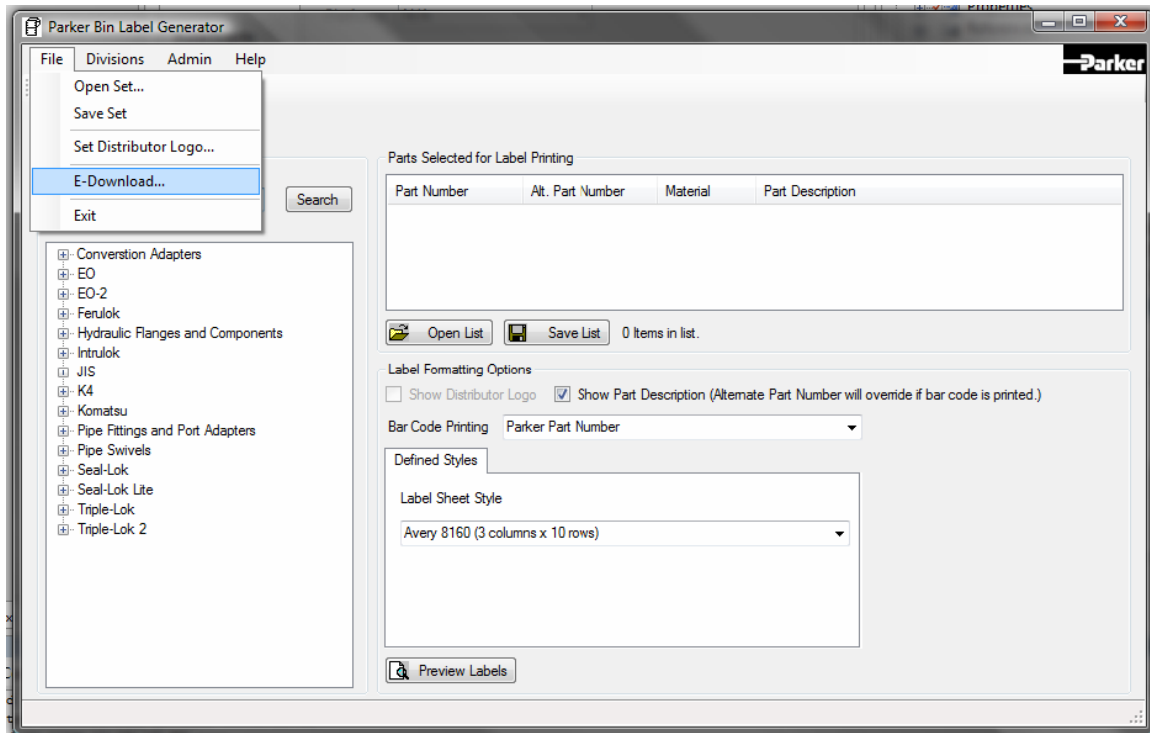 Properties
Parker Bin Label Generator
File Divisions Admin Help
Parker
Open Set...
Save Set
Set Distributor Logo...
E-Download...
Exit
Search
Converstion Adapters
EO
EO-2
Ferulok
Hydraulic Flanges and Components
Intrulok
JIS
K4
Komatsu
Pipe Fittings and Port Adapters
Pipe Swivels
Seal-Lok
Seal-Lok Lite
Triple-Lok
Triple-Lok 2
Parts Selected for Label Printing
Part Number Alt. Part Number Material Part Description
Open List Save List 0 Items in list.
Label Formatting Options
Show Distributor Logo Show Part Description (Alternate Part Number will override if bar code is printed.)
Bar Code Printing Parker Part Number
Defined Styles
Label Sheet Style
Avery 8160 (3 columns x 10 rows)
Preview Labels